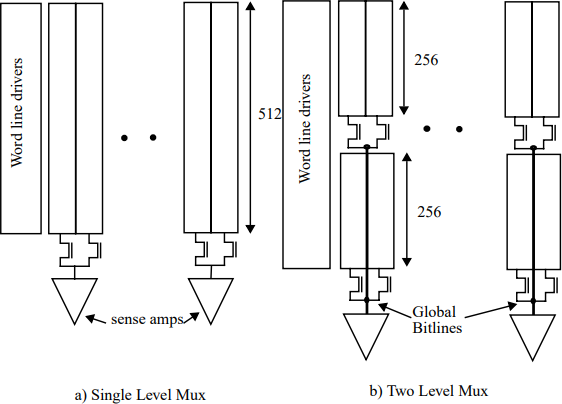 Word line drivers
512
sense amps
a) Single Level Mux
Word line drivers
256
256
Global
Bitlines
b) Two Level Mux